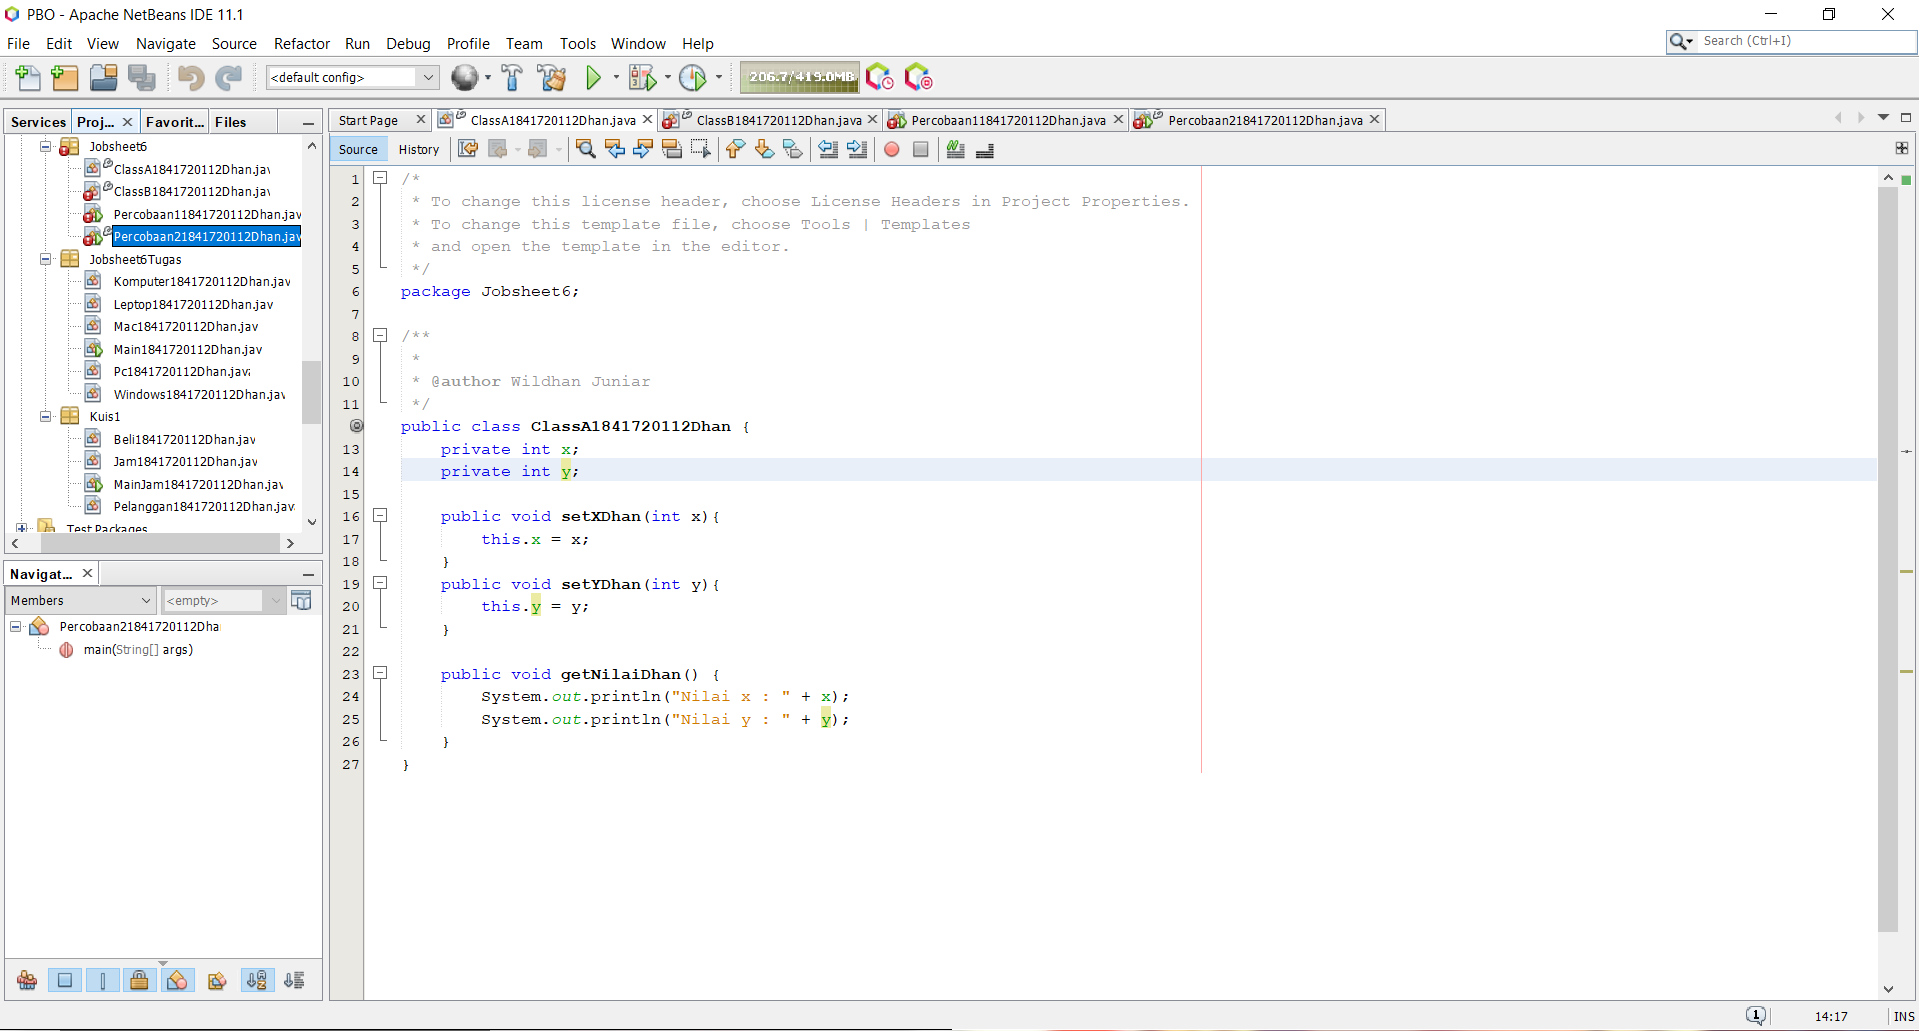 PBO - Apache NetBeans IDE 11.1
File Edit View Navigate Source Refactor Run Debug Profile Team Tools Window Help
Search (Ctrl+I)
<default config>
206.7/419.0MB
Services Proj... Favorit... Files
Jobsheet6
ClassA1841720112Dhan.jav
ClassB1841720112Dhan.jav
Percobaan11841720112Dhan.jav
Percobaan21841720112Dhan.jav
Jobsheet6Tugas
Komputer1841720112Dhan.jav
Leptop1841720112Dhan.jav
Mac1841720112Dhan.jav
Main1841720112Dhan.jav
Pc1841720112Dhan.java
Windows1841720112Dhan.jav
Kuis1
Beli1841720112Dhan.jav
Jam1841720112Dhan.jav
MainJam1841720112Dhan.jav
Pelanggan1841720112Dhan.jav
Test Packages
Navigat...
Members <empty>
Percobaan21841720112Dha
main(String[] args)
Start Page ClassA1841720112Dhan.java ClassB1841720112Dhan.java Percobaan11841720112Dhan.java Percobaan21841720112Dhan.java
Source History
1 /*
2 * To change this license header, choose License Headers in Project Properties.
3 * To change this template file, choose Tools | Templates
4 * and open the template in the editor.
5 */
6 package Jobsheet6;
7
8 /**
9 *
10 * @author Wildhan Juniar
11 */
public class ClassA1841720112Dhan {
13 private int x;
14 private int y;
15
16 public void setXDhan(int x){
17 this.x = x;
18 }
19 public void setYDhan(int y){
20 this.y = y;
21 }
22
23 public void getNilaiDhan() {
24 System.out.println("Nilai x : " + x);
25 System.out.println("Nilai y : " + y);
26 }
27 }
1 14:17 INS